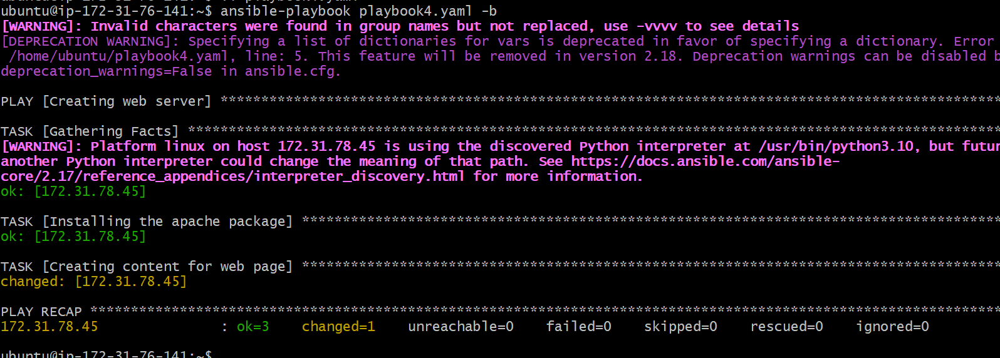 ubuntu@ip-172-31-76-141:~$ ansible-playbook playbook4.yaml -b
[WARNING]: Invalid characters were found in group names but not replaced, use -vvvv to see details
[DEPRECATION WARNING]: Specifying a list of dictionaries for vars is deprecated in favor of specifying a dictionary. Error
/home/ubuntu/playbook4.yaml, line: 5. This feature will be removed in version 2.18. Deprecation warnings can be disabled b
deprecation_warnings=False in ansible.cfg.
PLAY [Creating web server] ************************************************************************************************
TASK [Gathering Facts] ****************************************************************************************************
[WARNING]: Platform linux on host 172.31.78.45 is using the discovered Python interpreter at /usr/bin/python3.10, but futur
another Python interpreter could change the meaning of that path. See https://docs.ansible.com/ansible-
core/2.17/reference_appendices/interpreter_discovery.html for more information.
ok: [172.31.78.45]
TASK [Installing the apache package] **************************************************************************************
ok: [172.31.78.45]
TASK [Creating content for web page] **************************************************************************************
changed: [172.31.78.45]
PLAY RECAP ****************************************************************************************************************
172.31.78.45 : ok=3 changed=1 unreachable=0 failed=0 skipped=0 rescued=0 ignored=0
ubuntu@ip-172-31-76-141:~$